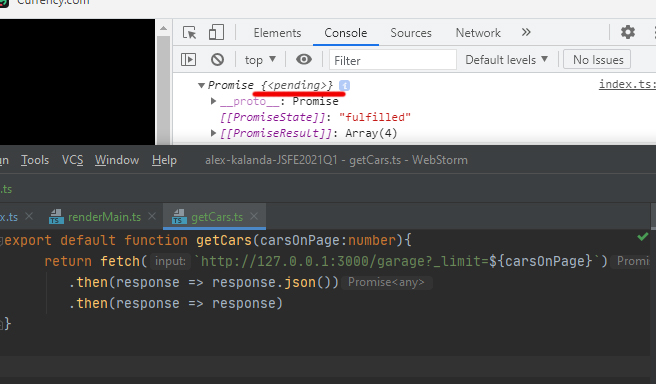 Currency.com
Elements Console Sources Network »
top ▾ Filter Default levels ▾ No Issues
▼ Promise {<pending>} i index.ts:
▶ __proto__: Promise
[[PromiseState]]: "fulfilled"
▶ [[PromiseResult]]: Array(4)
un Tools VCS Window Help alex-kalanda-JSFE2021Q1 - getCars.ts - WebStorm
.ts
x.ts × renderMain.ts × getCars.ts ×
export default function getCars(carsOnPage:number){
return fetch( input: `http://127.0.0.1:3000/garage?_limit=${carsOnPage}`) Promi
.then(response => response.json()) Promise<any>
.then(response => response)
}